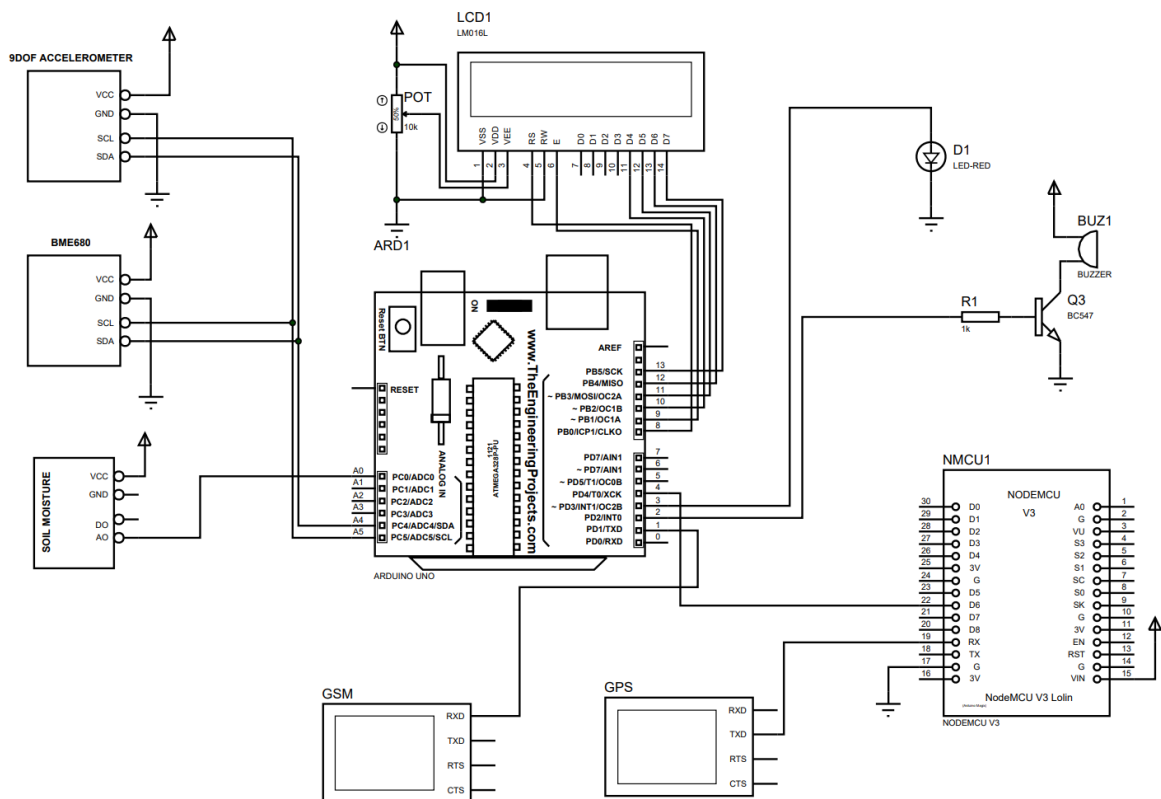 LCD1
LM016L
9DOF ACCELEROMETER
VCC
GND
SCL
SDA
POT
50%
10k
VSS
VDD
VEE
RS
RW
E
D0
D1
D2
D3
D4
D5
D6
D7
1
2
3
4
5
6
7
8
9
10
11
12
13
14
D1
LED-RED
BUZ1
BUZZER
R1
1k
Q3
BC547
BME680
VCC
GND
SCL
SDA
SOIL MOISTURE
VCC
GND
DO
AO
ARD1
Reset BTN
ON
www.TheEngineeringProjects.com
1121
ATMEGA328P-PU
ANALOG IN
RESET
A0 PC0/ADC0
A1 PC1/ADC1
A2 PC2/ADC2
A3 PC3/ADC3
A4 PC4/ADC4/SDA
A5 PC5/ADC5/SCL
AREF
PB5/SCK 13
PB4/MISO 12
~ PB3/MOSI/OC2A 11
~ PB2/OC1B 10
~ PB1/OC1A 9
PB0/ICP1/CLKO 8
PD7/AIN1 7
~ PD7/AIN1 6
~ PD5/T1/OC0B 5
PD4/T0/XCK 4
~ PD3/INT1/OC2B 3
PD2/INT0 2
PD1/TXD 1
PD0/RXD 0
ARDUINO UNO
NMCU1
NODEMCU
V3
30 D0
29 D1
28 D2
27 D3
26 D4
25 3V
24 G
23 D5
22 D6
21 D7
20 D8
19 RX
18 TX
17 G
16 3V
A0 1
G 2
VU 3
S3 4
S2 5
S1 6
SC 7
S0 8
SK 9
G 10
3V 11
EN 12
RST 13
G 14
VIN 15
NodeMCU V3 Lolin
NODEMCU V3
GSM
RXD
TXD
RTS
CTS
GPS
RXD
TXD
RTS
CTS